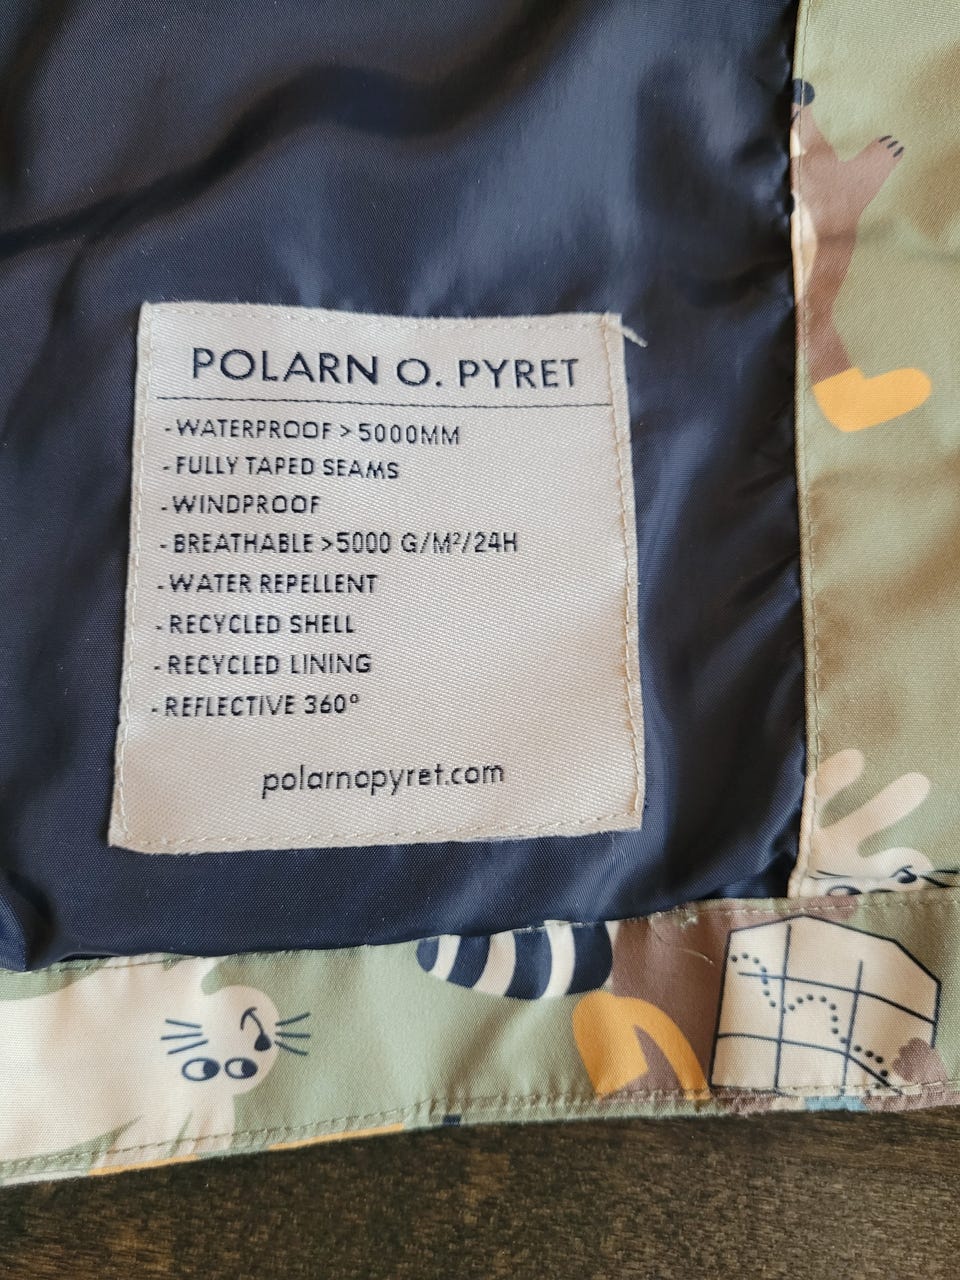 POLARN O. PYRET
-WATERPROOF >5000MM
-FULLY TAPED SEAMS
-WINDPROOF
-BREATHABLE >5000 G/M²/24H
-WATER REPELLENT
-RECYCLED SHELL
-RECYCLED LINING
-REFLECTIVE 360°
polarnopyret.com